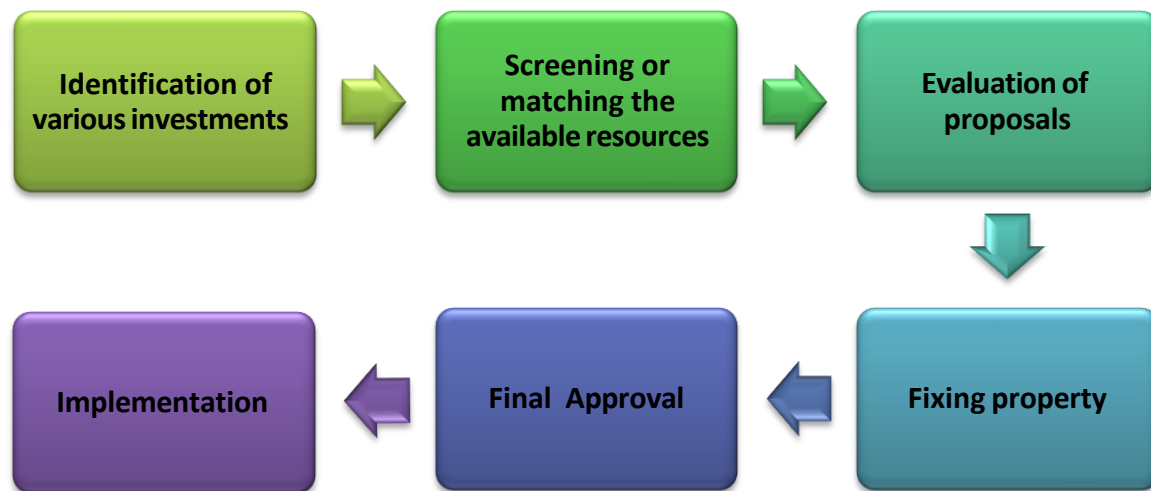 Identification of
various investments
Screening or
matching the
available resources
Evaluation of
proposals
Fixing property
Final Approval
Implementation